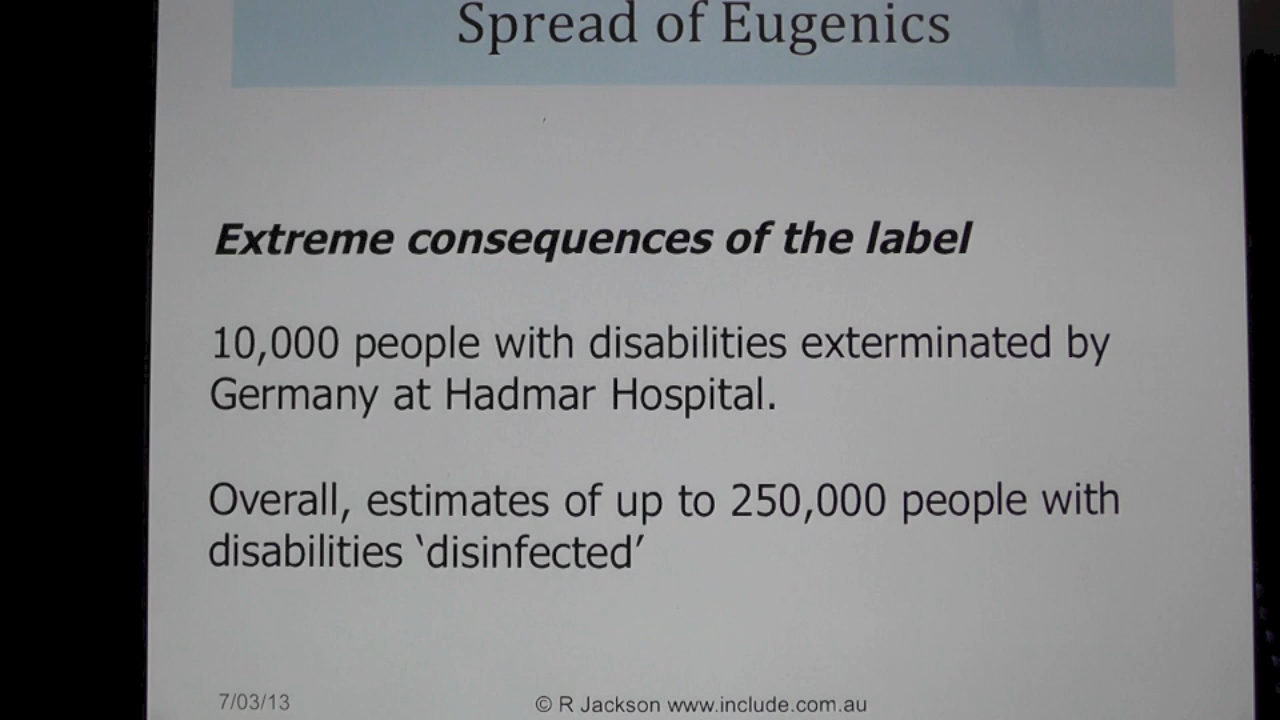 Spread of Eugenics
Extreme consequences of the label
10,000 people with disabilities exterminated by
Germany at Hadmar Hospital.
Overall, estimates of up to 250,000 people with
disabilities ‘disinfected’
7/03/13
© R Jackson www.include.com.au